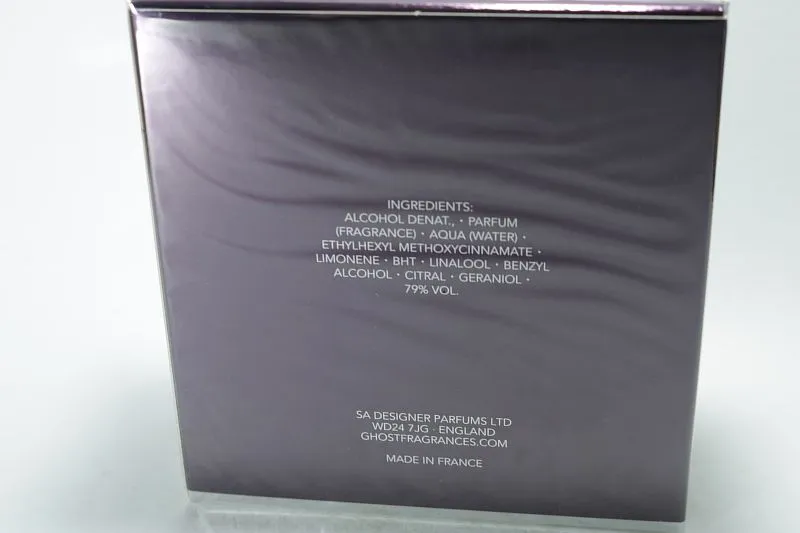 INGREDIENTS:
ALCOHOL DENAT., · PARFUM
(FRAGRANCE) · AQUA (WATER) ·
ETHYLHEXYL METHOXYCINNAMATE ·
LIMONENE · BHT · LINALOOL · BENZYL
ALCOHOL · CITRAL · GERANIOL ·
79% VOL.
SA DESIGNER PARFUMS LTD
WD24 7JG · ENGLAND
GHOSTFRAGRANCES.COM
MADE IN FRANCE